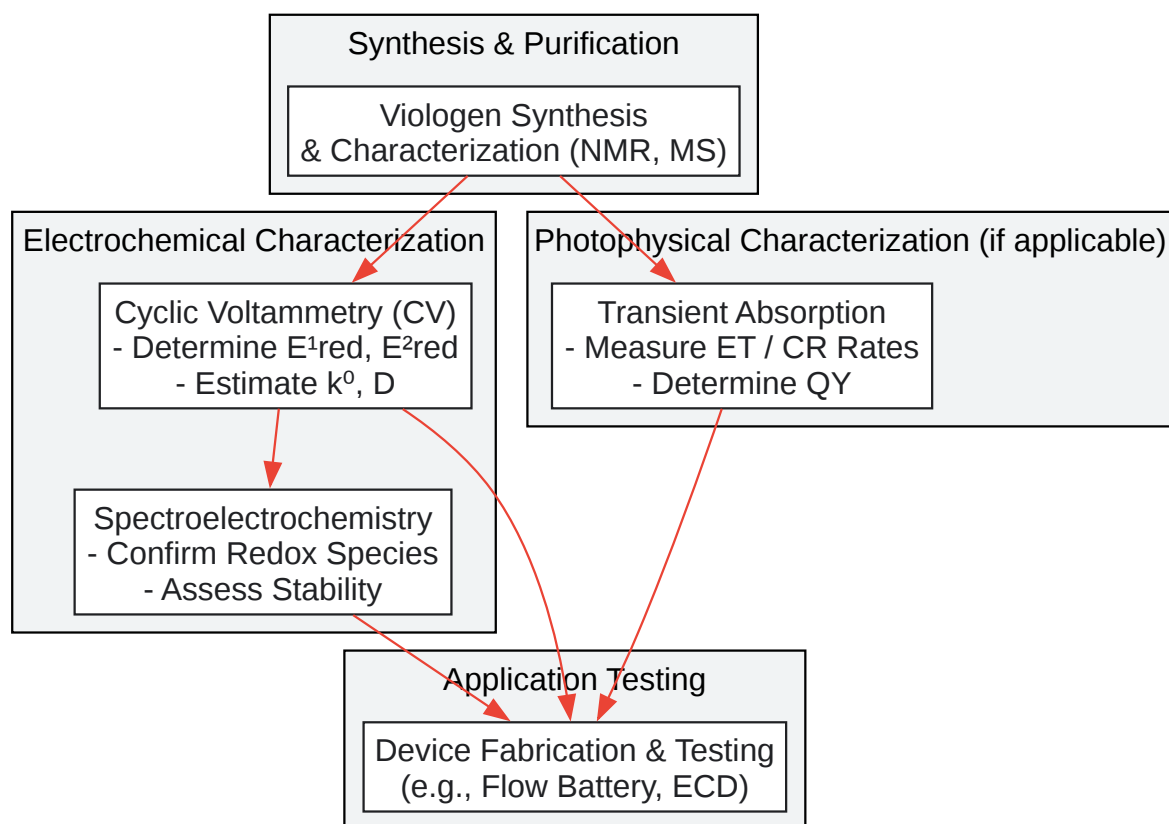 Synthesis & Purification
Viologen Synthesis
& Characterization (NMR, MS)
Electrochemical Characterization
Cyclic Voltammetry (CV)
- Determine E¹red, E²red
- Estimate k⁰, D
Spectroelectrochemistry
- Confirm Redox Species
- Assess Stability
Photophysical Characterization (if applicable)
Transient Absorption
- Measure ET / CR Rates
- Determine QY
Application Testing
Device Fabrication & Testing
(e.g., Flow Battery, ECD)